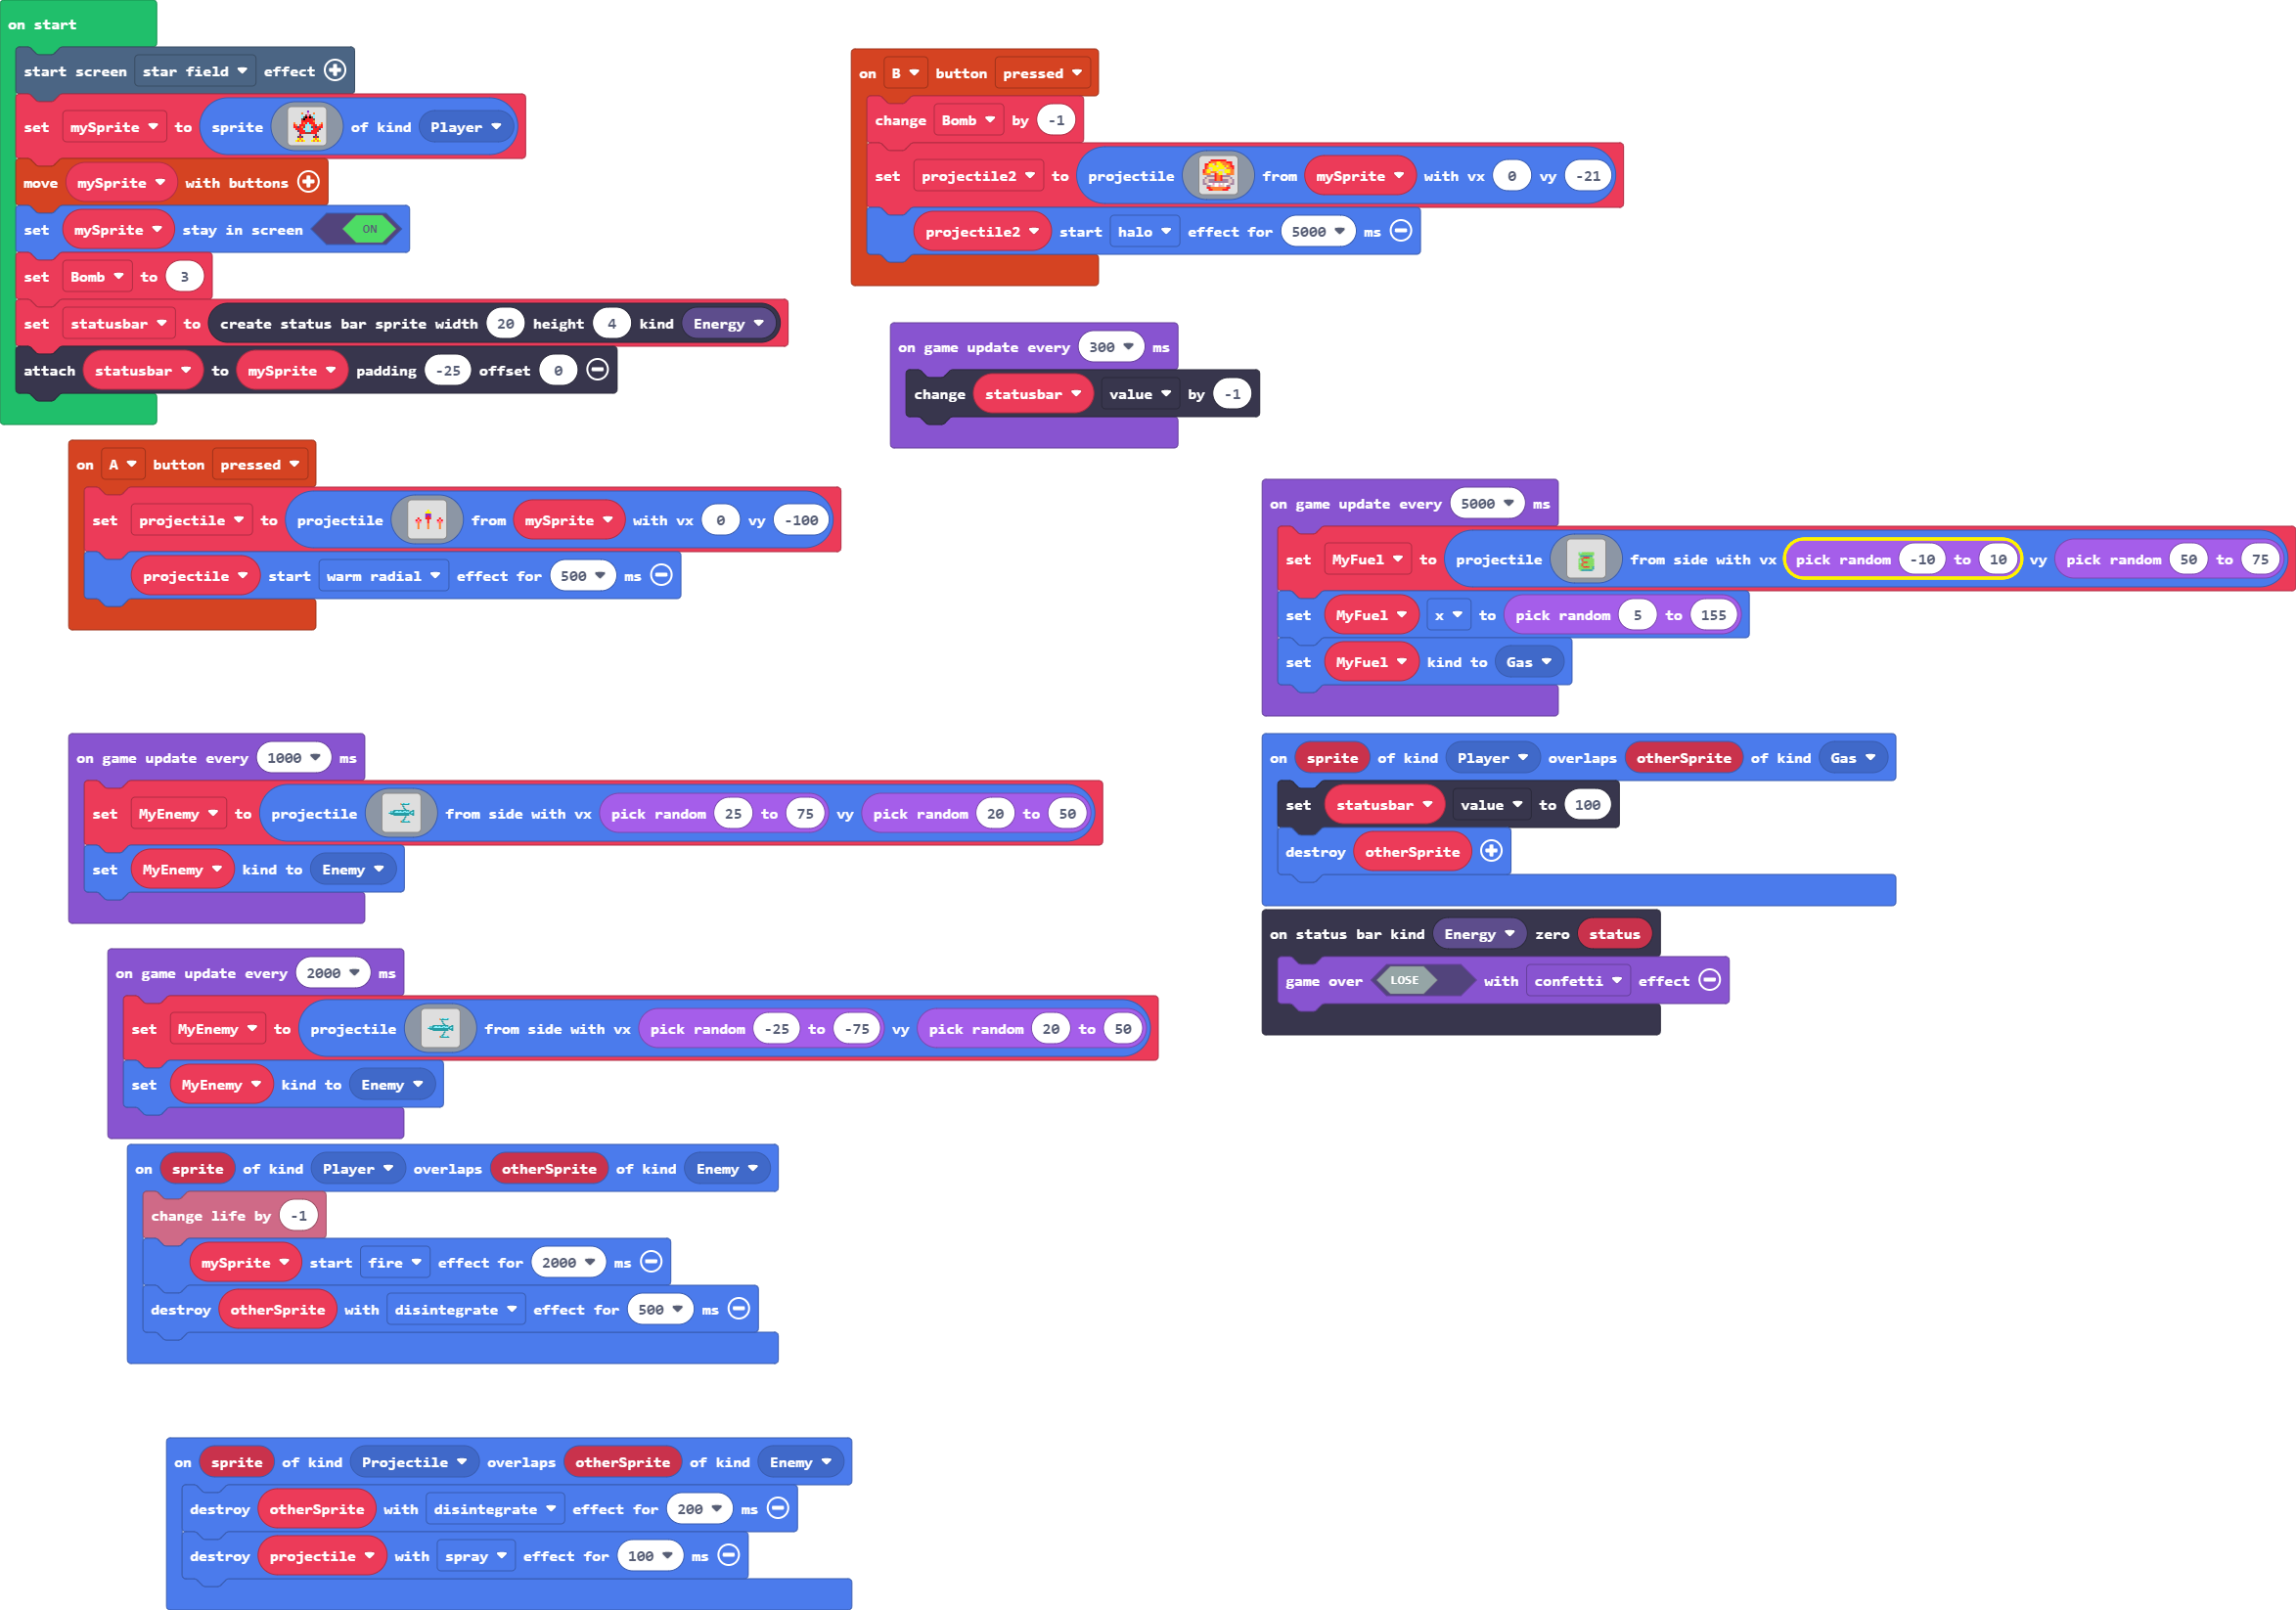 on start
start screen star field effect
set mySprite to sprite of kind Player
move mySprite with buttons
set mySprite stay in screen ON
set Bomb to 3
set statusbar to create status bar sprite width 20 height 4 kind Energy
attach statusbar to mySprite padding -25 offset 0
on A button pressed
set projectile to projectile from mySprite with vx 0 vy -100
projectile start warm radial effect for 500 ms
on game update every 1000 ms
set MyEnemy to projectile from side with vx pick random 25 to 75 vy pick random 20 to 50
set MyEnemy kind to Enemy
on game update every 2000 ms
set MyEnemy to projectile from side with vx pick random -25 to -75 vy pick random 20 to 50
set MyEnemy kind to Enemy
on sprite of kind Player overlaps otherSprite of kind Enemy
change life by -1
mySprite start fire effect for 2000 ms
destroy otherSprite with disintegrate effect for 500 ms
on sprite of kind Projectile overlaps otherSprite of kind Enemy
destroy otherSprite with disintegrate effect for 200 ms
destroy projectile with spray effect for 100 ms
on B button pressed
change Bomb by -1
set projectile2 to projectile from mySprite with vx 0 vy -21
projectile2 start halo effect for 5000 ms
on game update every 300 ms
change statusbar value by -1
on game update every 5000 ms
set MyFuel to projectile from side with vx pick random -10 to 10 vy pick random 50 to 75
set MyFuel x to pick random 5 to 155
set MyFuel kind to Gas
on sprite of kind Player overlaps otherSprite of kind Gas
set statusbar value to 100
destroy otherSprite
on status bar kind Energy zero status
game over LOSE with confetti effect